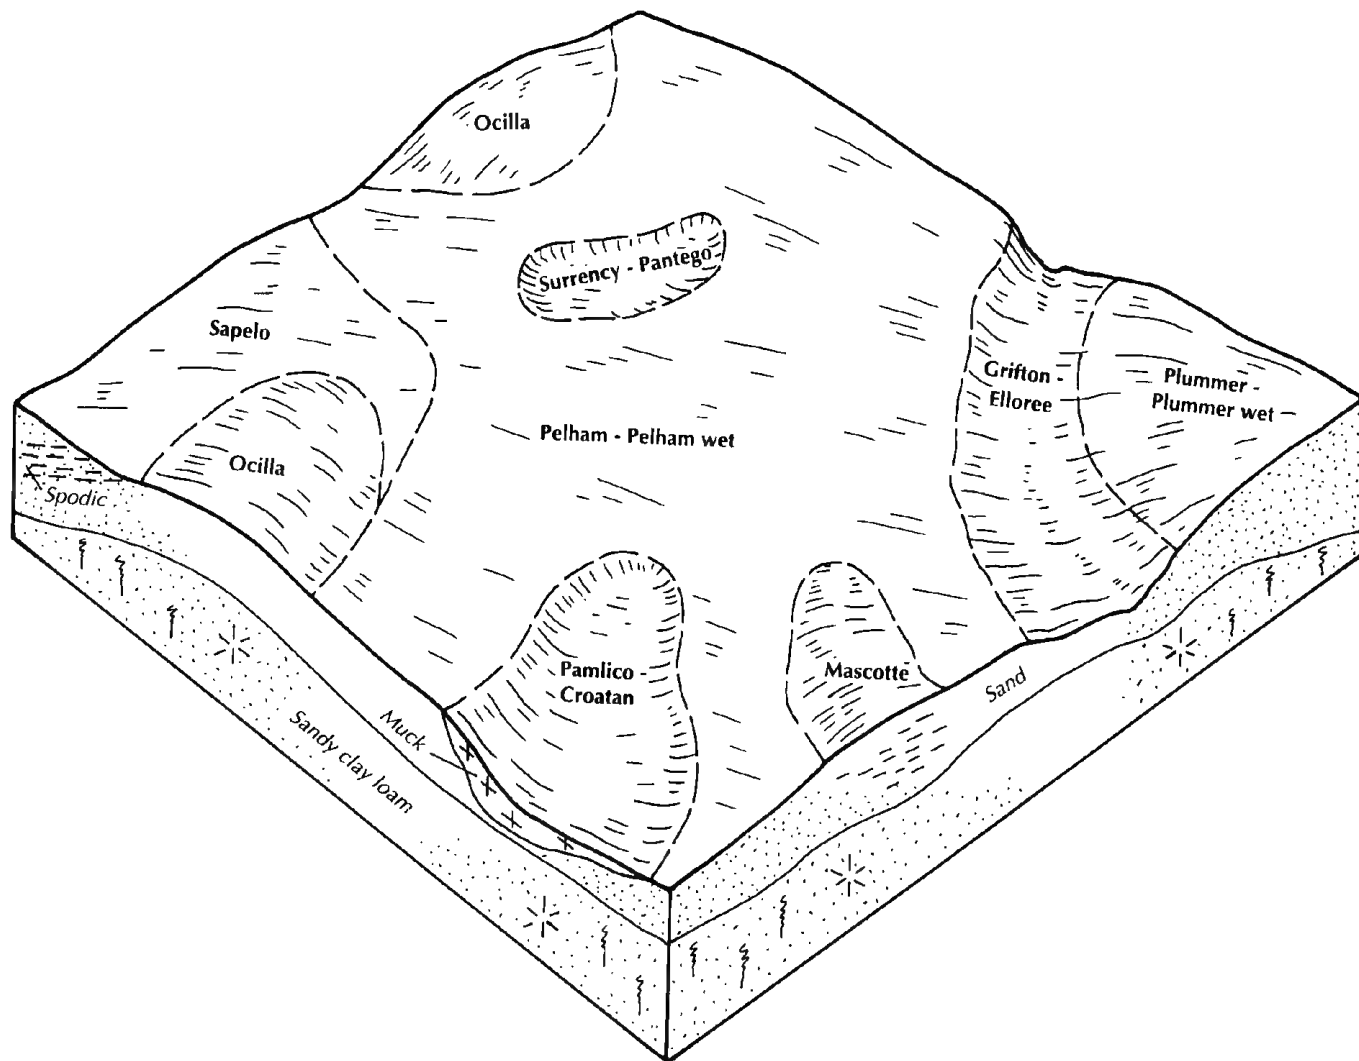 Ocilla
Surrency - Pantego
Sapelo
Grifton -
Elloree
Plummer -
Plummer wet
Pelham - Pelham wet
Ocilla
Spodic
Pamlico -
Croatan
Mascotte
Sand
Muck
Sandy clay loam